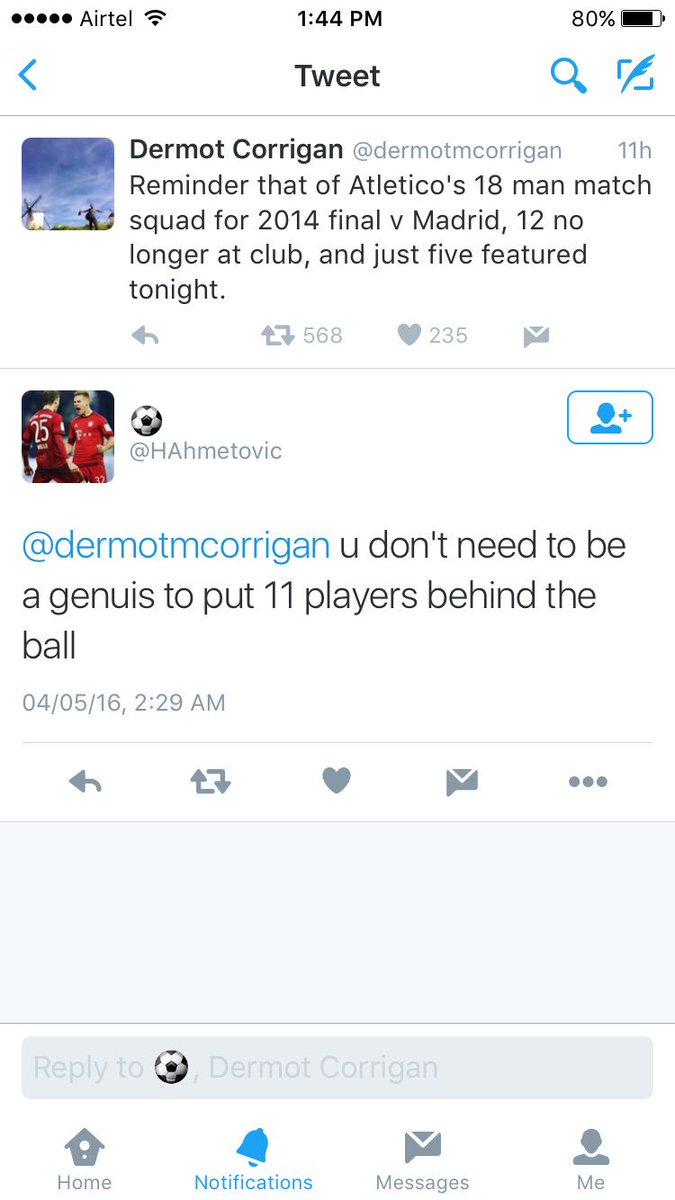 Airtel 1:44 PM 80%
Tweet
Dermot Corrigan @dermotmcorrigan 11h
Reminder that of Atletico's 18 man match
squad for 2014 final v Madrid, 12 no
longer at club, and just five featured
tonight.
568 235
25
32
@HAhmetovic
@dermotmcorrigan u don't need to be
a genuis to put 11 players behind the
ball
04/05/16, 2:29 AM
Reply to ⚽, Dermot Corrigan
Home Notifications Messages Me